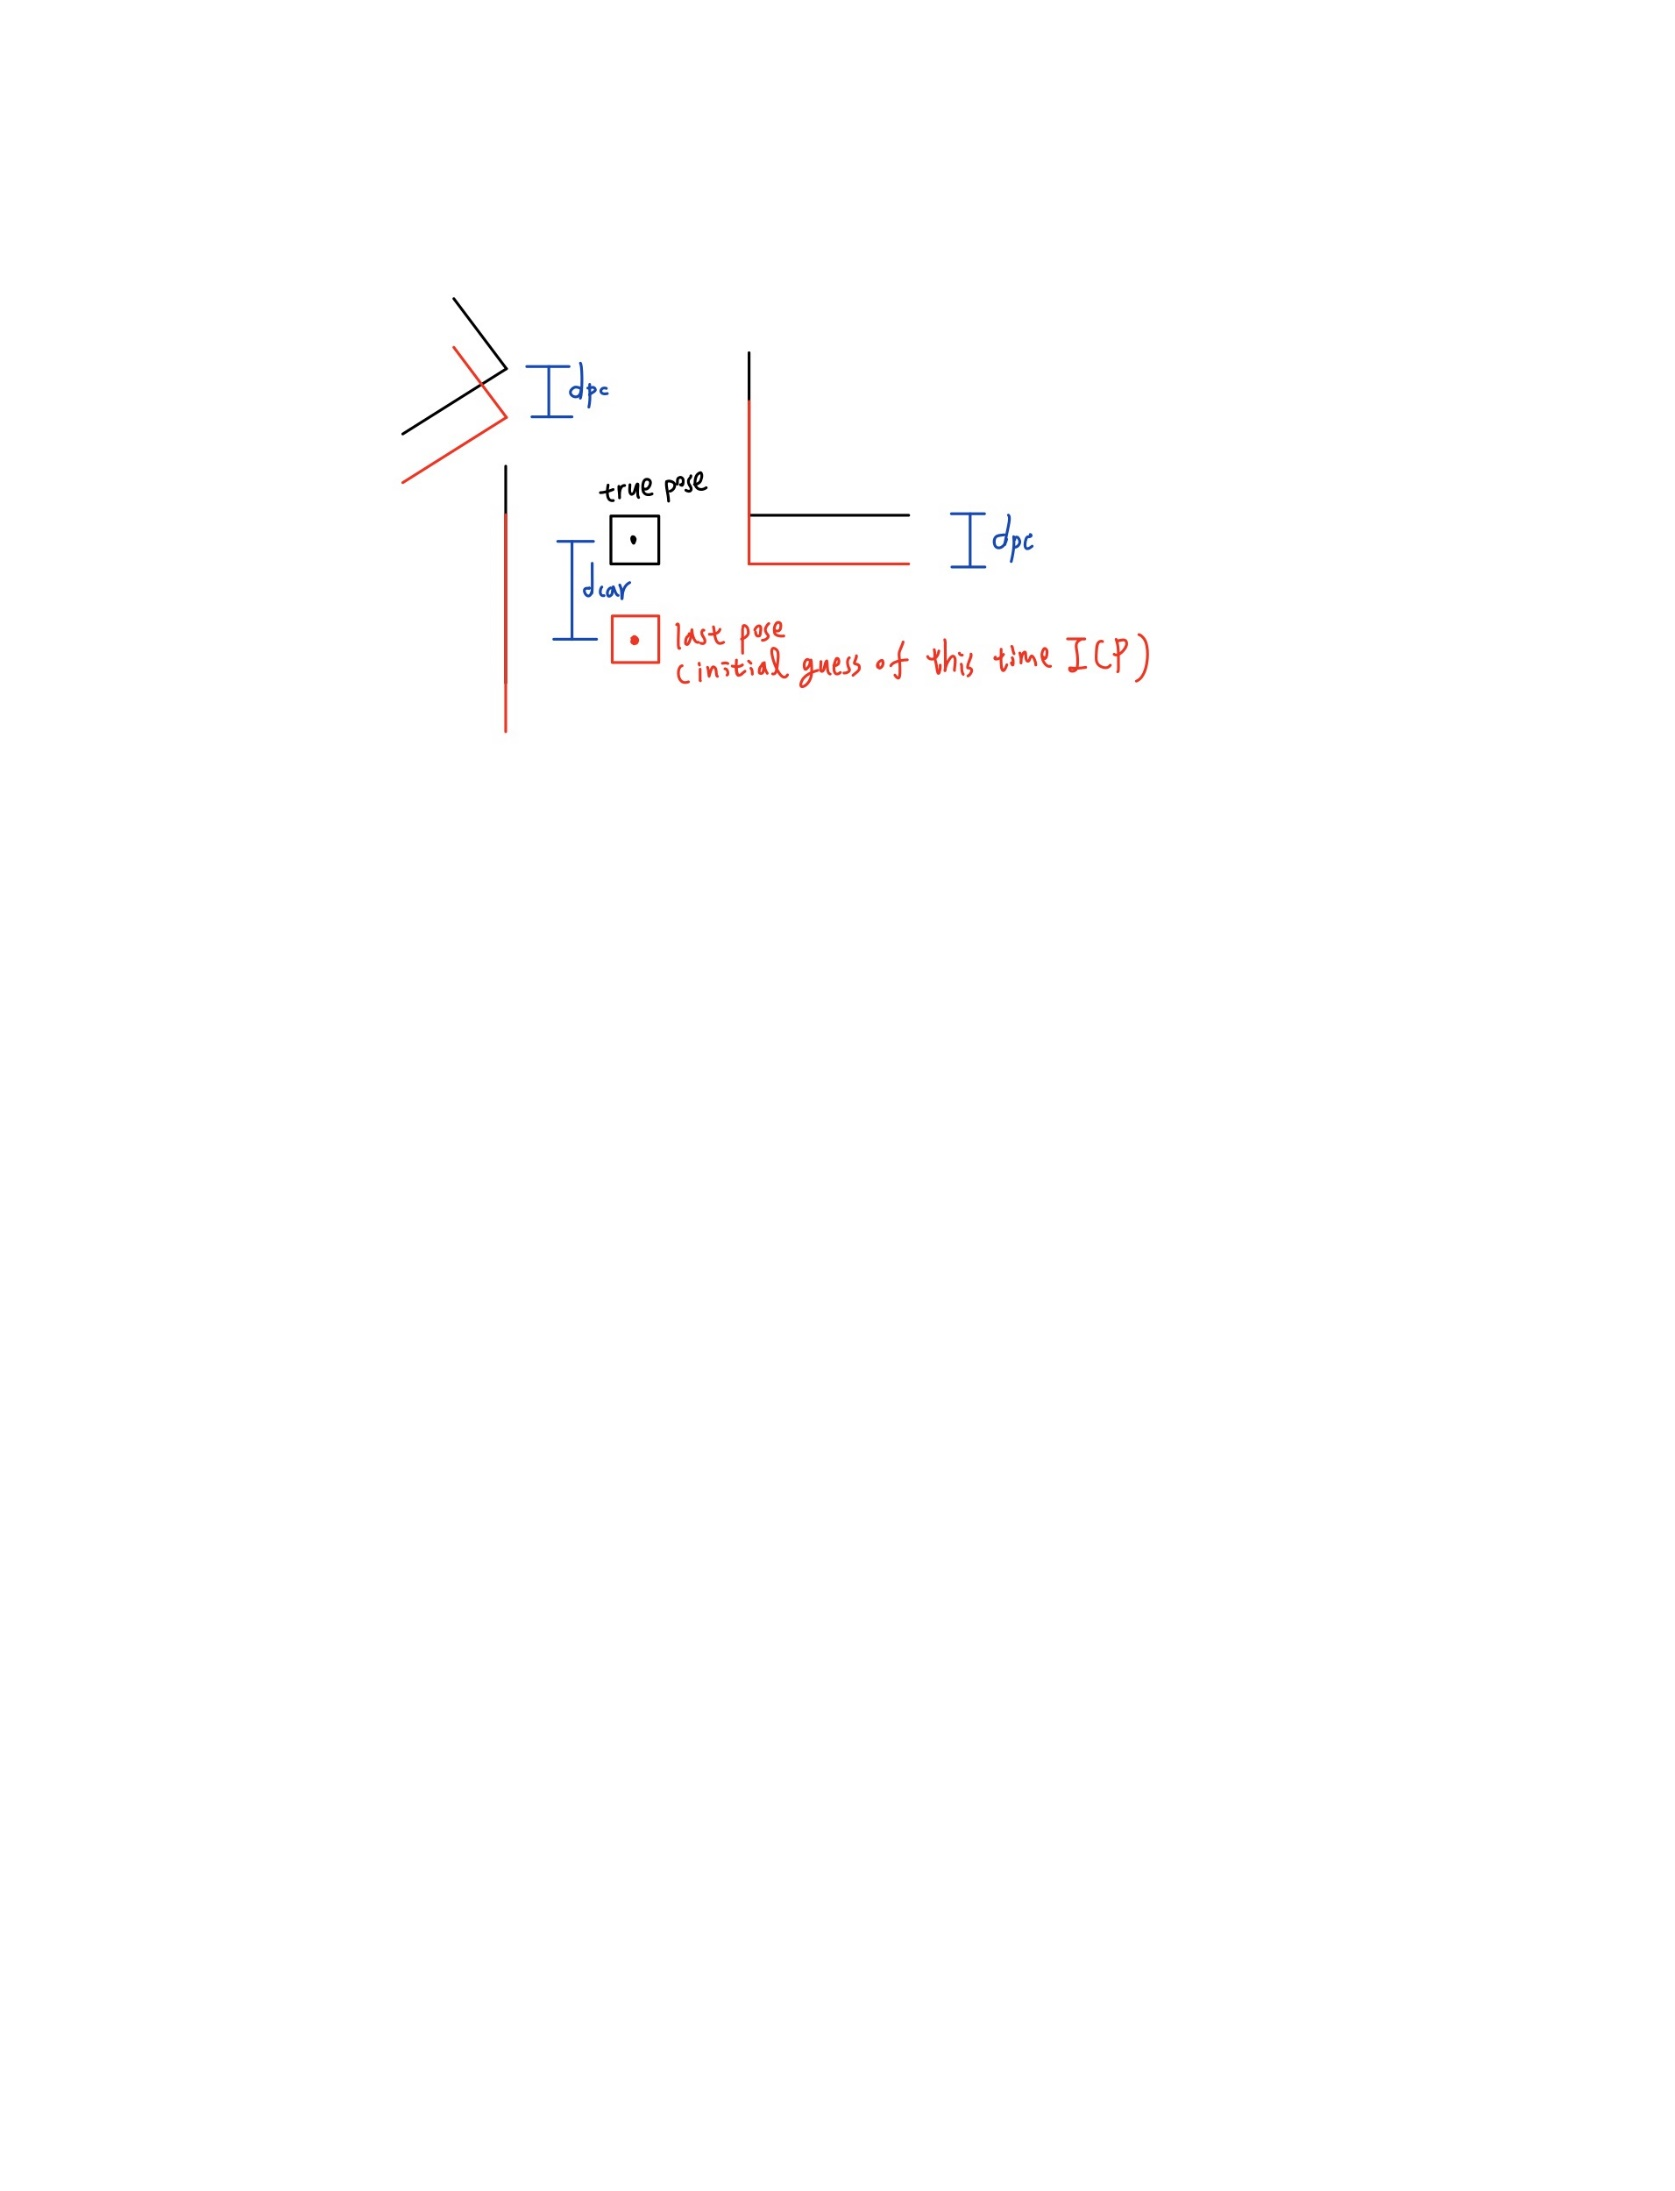 dpc
true pose
dpc
dcar
last pose
(initial guess of this time ICP)